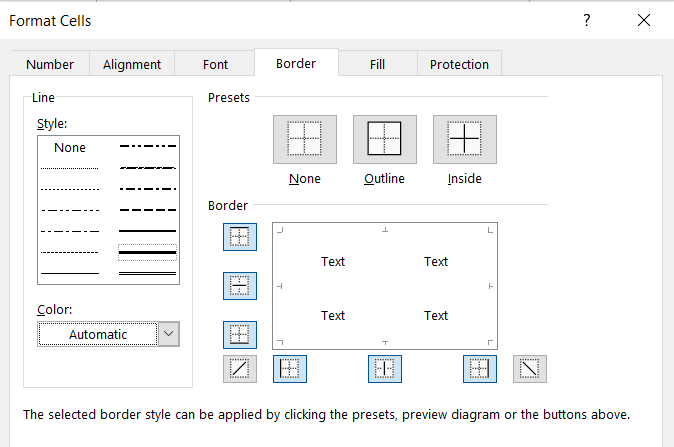 Format Cells
?
Number Alignment Font Border Fill Protection
Line
Style:
None
Color:
Automatic
Presets
None Outline Inside
Border
Text Text
Text Text
The selected border style can be applied by clicking the presets, preview diagram or the buttons above.